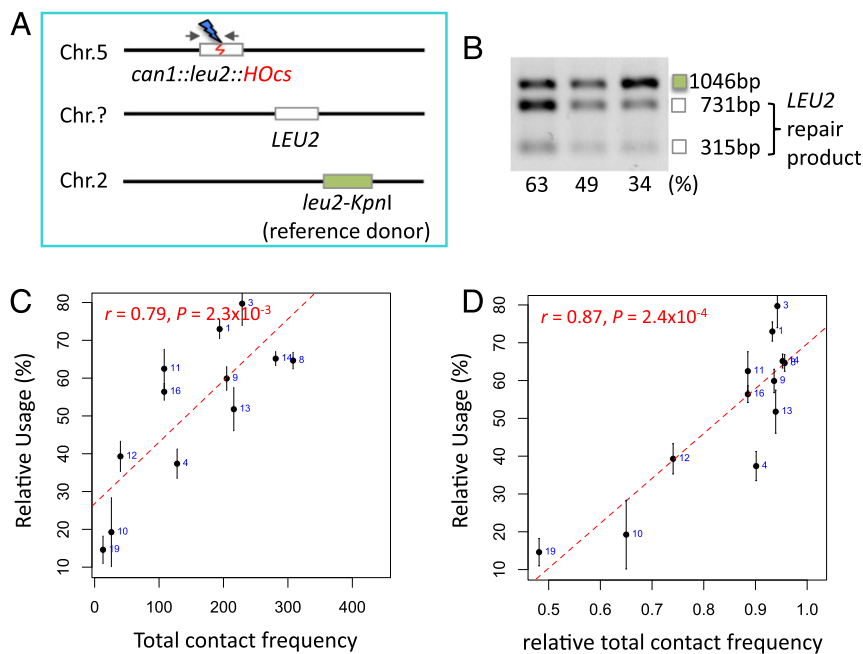 A
Chr.5
can1::leu2::HOcs
Chr.?
LEU2
Chr.2
leu2-KpnI
(reference donor)
B
1046bp
731bp
315bp
LEU2
repair
product
63 49 34 (%)
C
r = 0.79, P = 2.3x10-3
Relative Usage (%)
80
70
60
50
40
30
20
10
3
1
14
8
11
9
16
13
12
4
10
19
0 100 200 300 400
Total contact frequency
D
r = 0.87, P = 2.4x10-4
Relative Usage (%)
80
70
60
50
40
30
20
10
3
1
14
11
9
16
13
12
4
10
19
0.5 0.6 0.7 0.8 0.9 1.0
relative total contact frequency